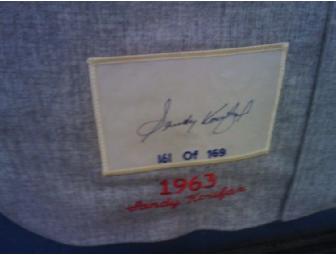 Sandy Koufax
161 Of 169
1963
Sandy Koufax